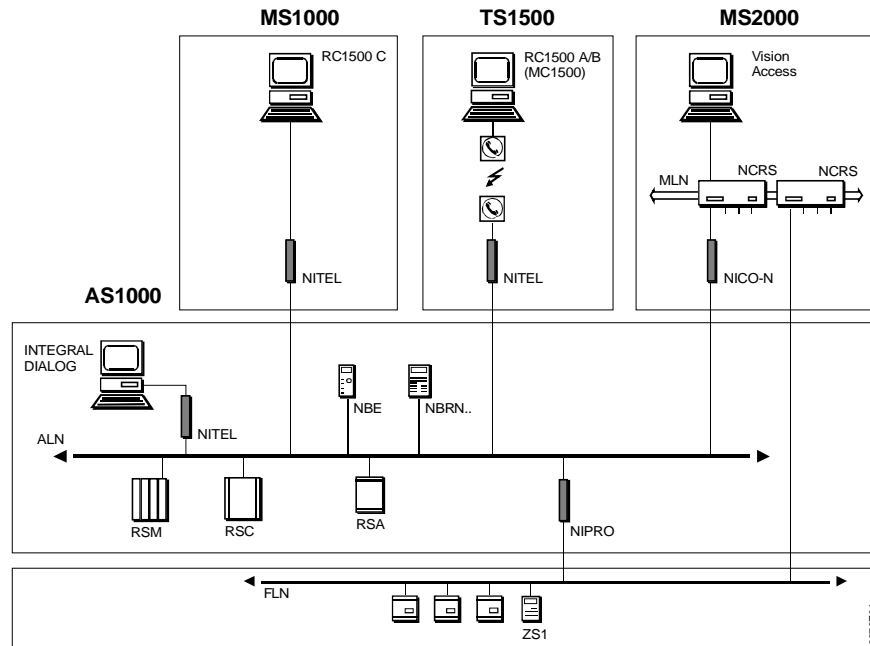 MS1000
TS1500
MS2000
RC1500 C
RC1500 A/B
(MC1500)
Vision
Access
MLN
NCRS
NCRS
NITEL
NITEL
NICO-N
AS1000
INTEGRAL
DIALOG
NITEL
NBE
NBRN..
ALN
RSM
RSC
RSA
NIPRO
FLN
ZS1